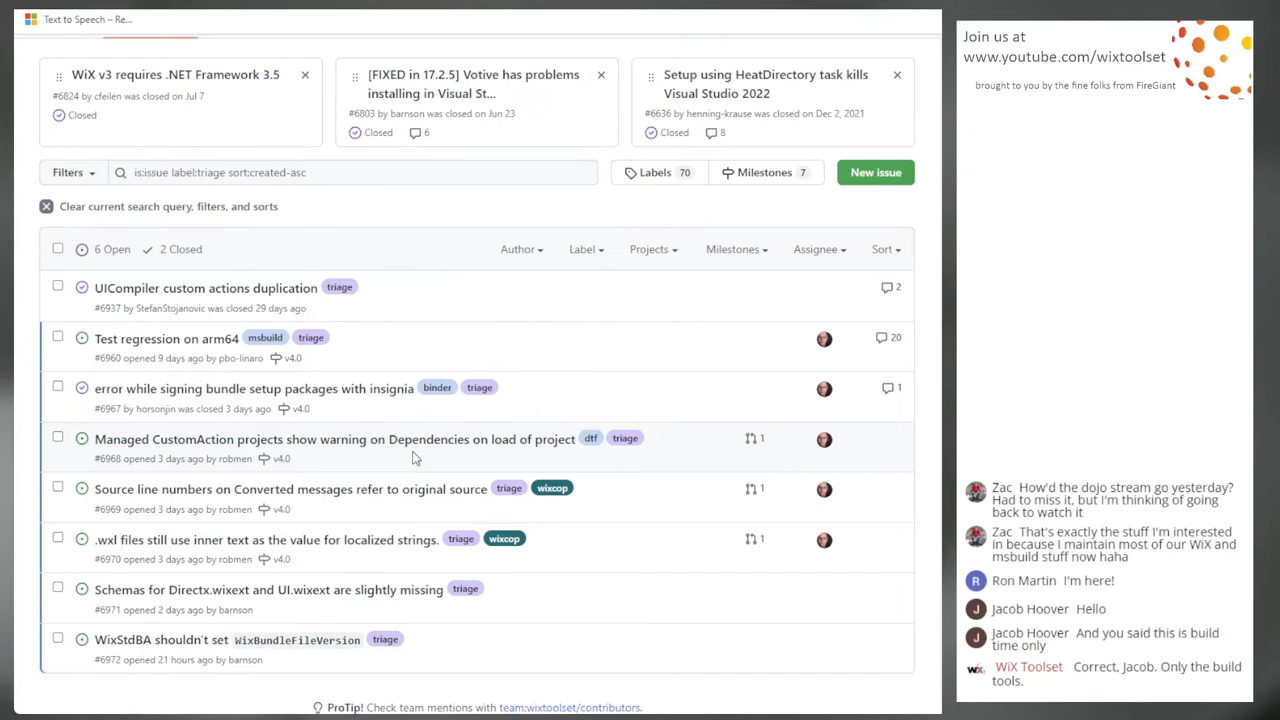 Text to Speech – Re...
WiX v3 requires .NET Framework 3.5
#6824 by cfeilen was closed on Jul 7
Closed
[FIXED in 17.2.5] Votive has problems
installing in Visual St...
#6803 by barnson was closed on Jun 23
Closed 6
Setup using HeatDirectory task kills
Visual Studio 2022
#6636 by henning-krause was closed on Dec 2, 2021
Closed 8
Filters is:issue label:triage sort:created-asc Labels 70 Milestones 7 New issue
Clear current search query, filters, and sorts
6 Open 2 Closed Author Label Projects Milestones Assignee Sort
UICompiler custom actions duplication triage 2
#6937 by StefanStojanovic was closed 29 days ago
Test regression on arm64 msbuild triage 20
#6960 opened 9 days ago by pbo-linaro v4.0
error while signing bundle setup packages with insignia binder triage 1
#6967 by horsonjin was closed 3 days ago v4.0
Managed CustomAction projects show warning on Dependencies on load of project dtf triage 1
#6968 opened 3 days ago by robmen v4.0
Source line numbers on Converted messages refer to original source triage wixcop 1
#6969 opened 3 days ago by robmen v4.0
.wxl files still use inner text as the value for localized strings. triage wixcop 1
#6970 opened 3 days ago by robmen v4.0
Schemas for Directx.wixext and UI.wixext are slightly missing triage
#6971 opened 2 days ago by barnson
WixStdBA shouldn't set WixBundleFileVersion triage
#6972 opened 21 hours ago by barnson
ProTip! Check team mentions with team:wixtoolset/contributors.
Join us at
www.youtube.com/wixtoolset
brought to you by the fine folks from FireGiant
Zac How'd the dojo stream go yesterday?
Had to miss it, but I'm thinking of going
back to watch it
Zac That's exactly the stuff I'm interested
in because I maintain most of our WiX and
msbuild stuff now haha
R Ron Martin I'm here!
J Jacob Hoover Hello
J Jacob Hoover And you said this is build
time only
WiX WiX Toolset Correct, Jacob. Only the build
tools.